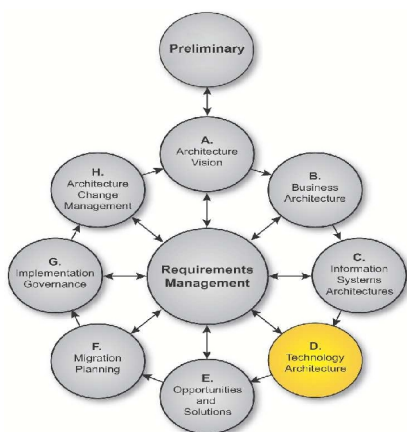 Preliminary
A.
Architecture
Vision
B.
Business
Architecture
C.
Information
Systems
Architectures
D.
Technology
Architecture
E.
Opportunities
and
Solutions
F.
Migration
Planning
G.
Implementation
Governance
H.
Architecture
Change
Management
Requirements
Management